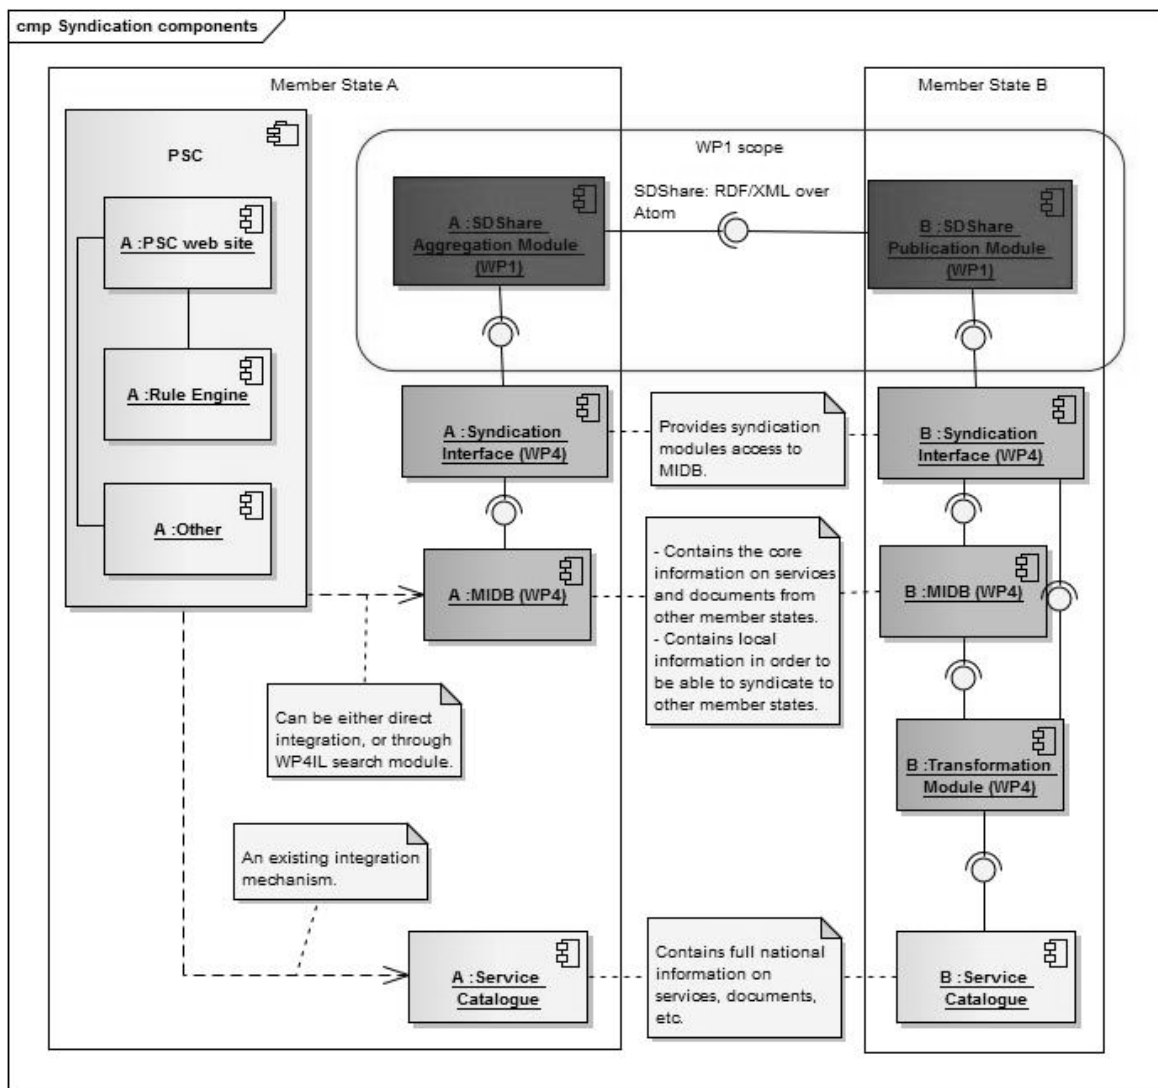 cmp Syndication components
Member State A
Member State B
PSC
WP1 scope
A :PSC web site
A :Rule Engine
A :Other
A :SDShare
Aggregation Module
(WP1)
SDShare: RDF/XML over
Atom
B :SDShare
Publication Module
(WP1)
A :Syndication
Interface (WP4)
Provides syndication
modules access to
MIDB.
B :Syndication
Interface (WP4)
A :MIDB (WP4)
- Contains the core
information on services
and documents from
other member states.
- Contains local
information in order to
be able to syndicate to
other member states.
B :MIDB (WP4)
Can be either direct
integration, or through
WP4IL search module.
B :Transformation
Module (WP4)
An existing integration
mechanism.
A :Service
Catalogue
Contains full national
information on
services, documents,
etc.
B :Service
Catalogue